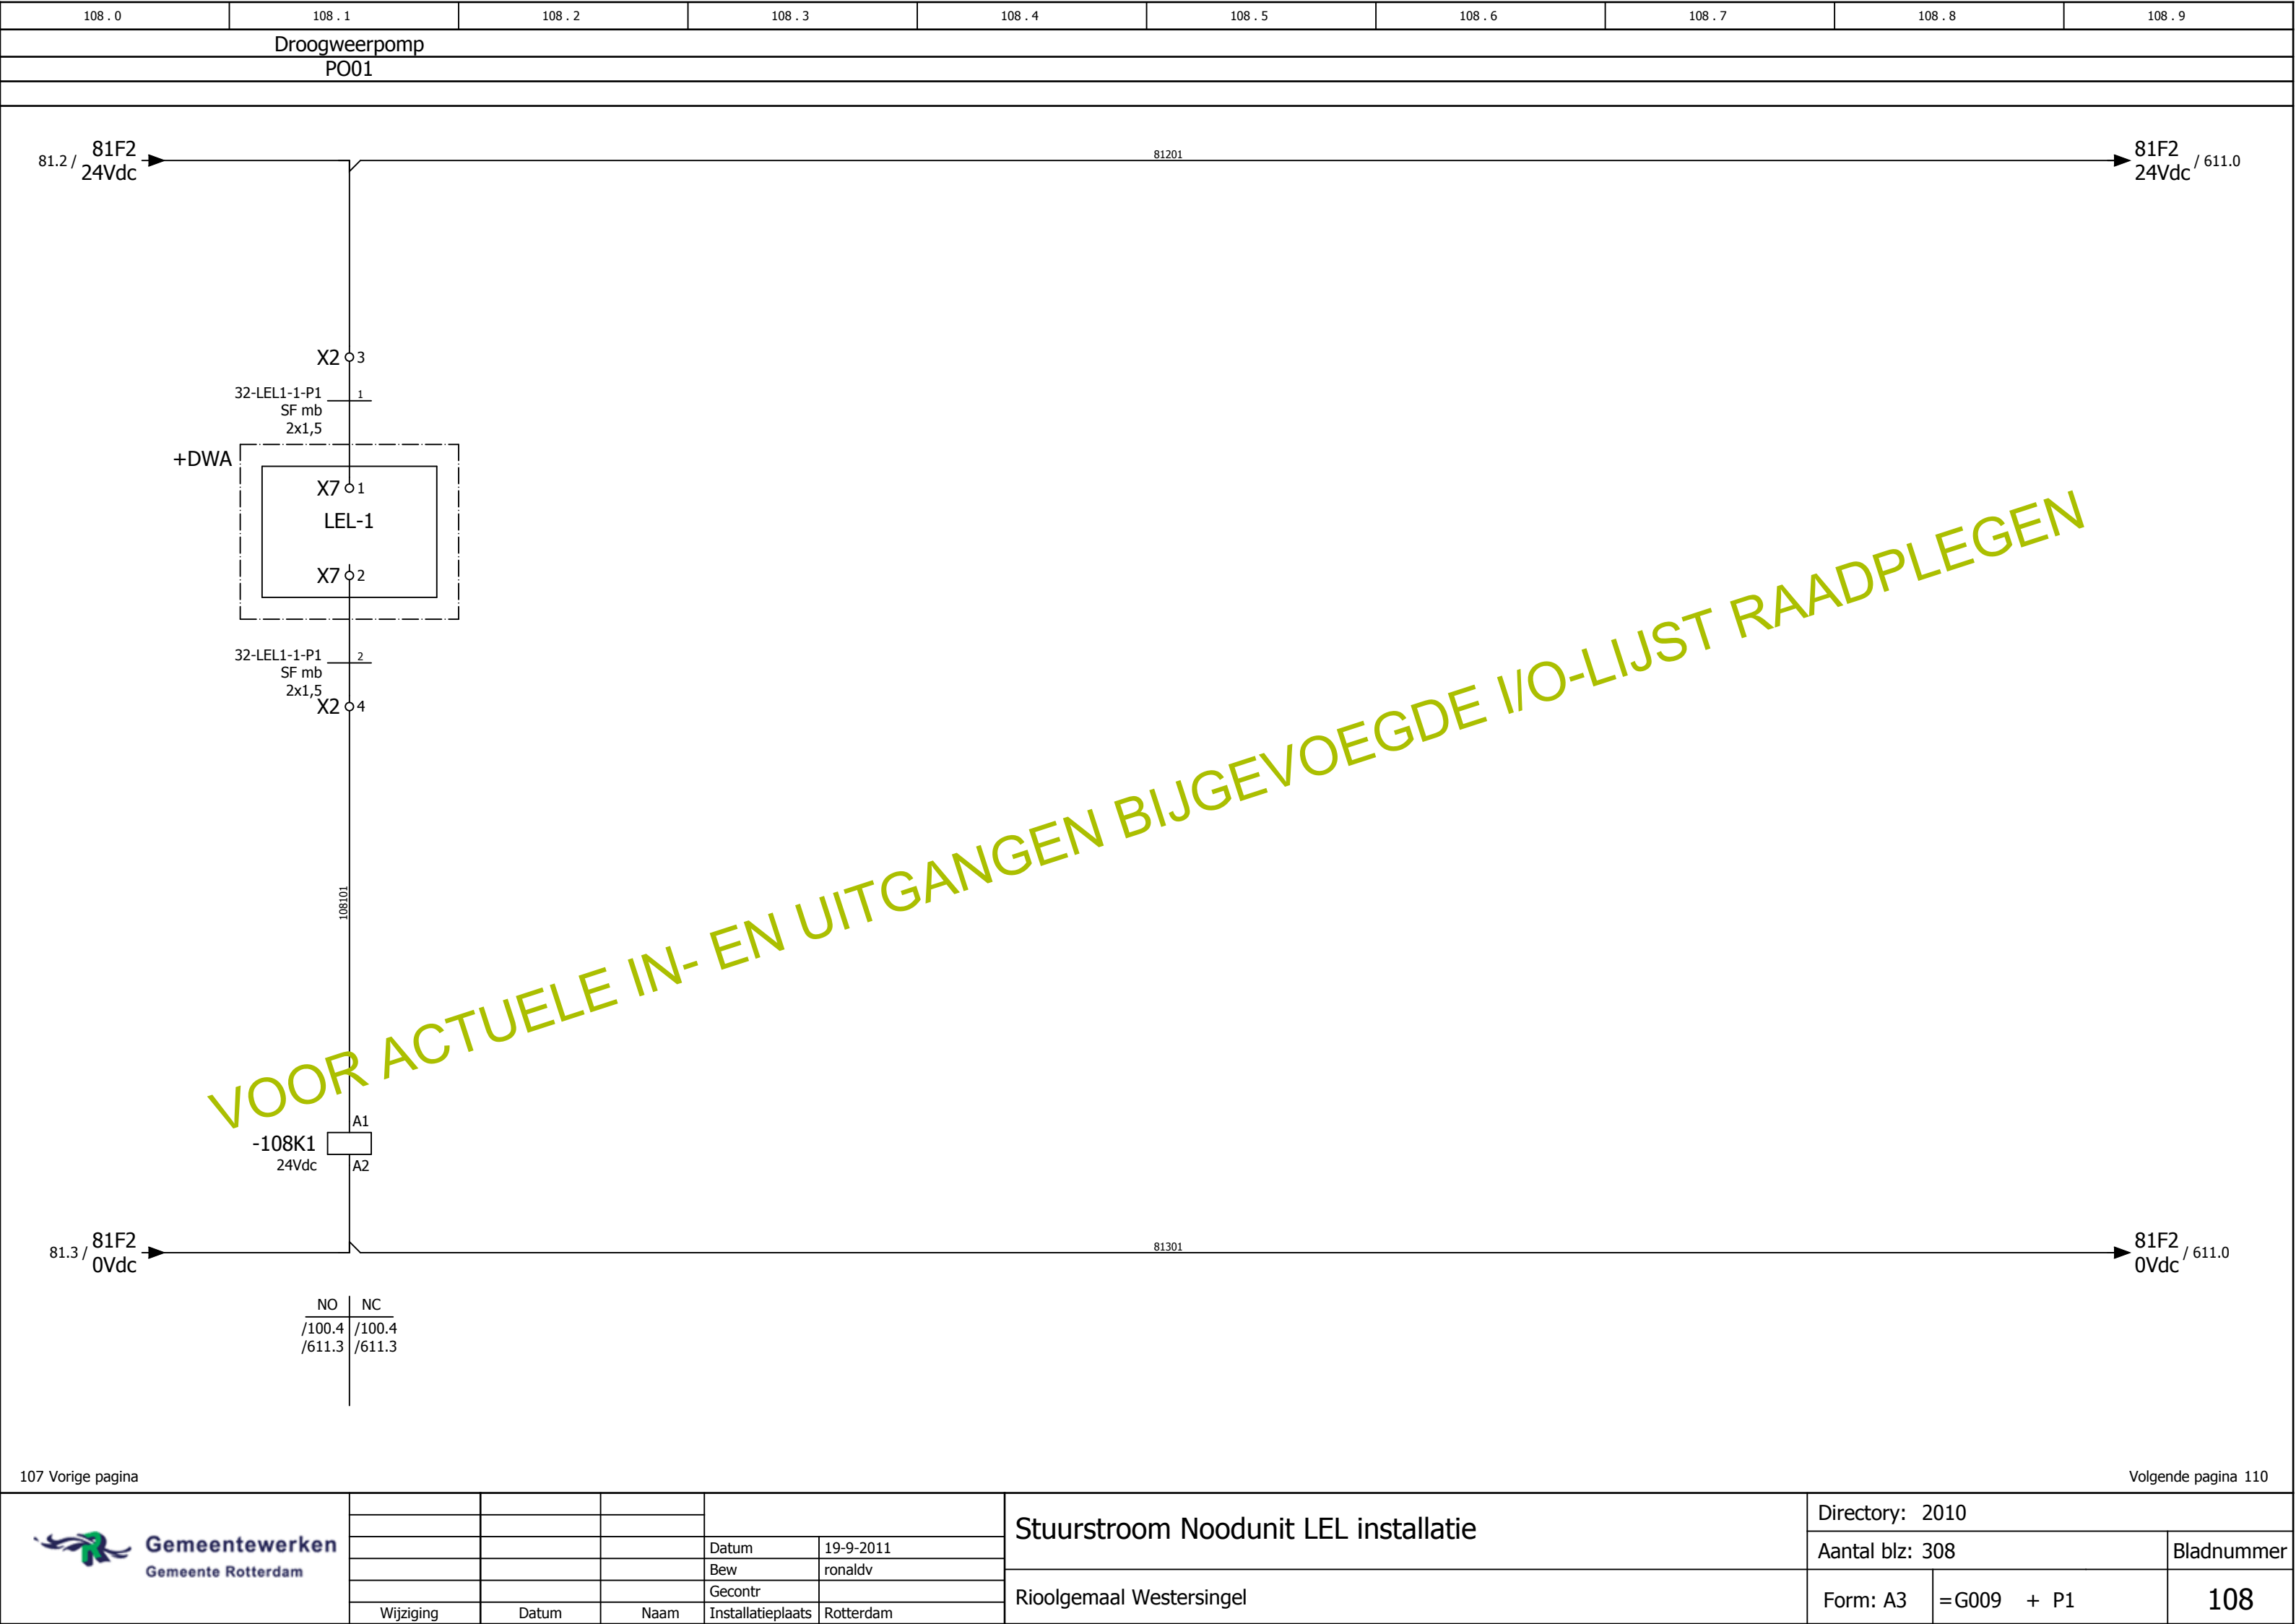 108 . 0 108 . 1 108 . 2 108 . 3 108 . 4 108 . 5 108 . 6 108 . 7 108 . 8 108 . 9
Droogweerpomp
PO01
81.2 / 81F2 24Vdc
81201
81F2 24Vdc / 611.0
X2 3
32-LEL1-1-P1 1
SF mb
2x1,5
+DWA
X7 1
LEL-1
X7 2
32-LEL1-1-P1 2
SF mb
2x1,5
X2 4
108101
VOOR ACTUELE IN- EN UITGANGEN BIJGEVOEGDE I/O-LIJST RAADPLEGEN
A1
-108K1
24Vdc
A2
81.3 / 81F2 0Vdc
81301
81F2 0Vdc / 611.0
NO NC
/100.4 /100.4
/611.3 /611.3
107 Vorige pagina
Volgende pagina 110
Gemeentewerken
Gemeente Rotterdam
Wijziging Datum Naam
Datum 19-9-2011
Bew ronaldv
Gecontr
Installatieplaats Rotterdam
Stuurstroom Noodunit LEL installatie
Rioolgemaal Westersingel
Directory: 2010
Aantal blz: 308
Bladnummer
Form: A3 =G009 + P1
108